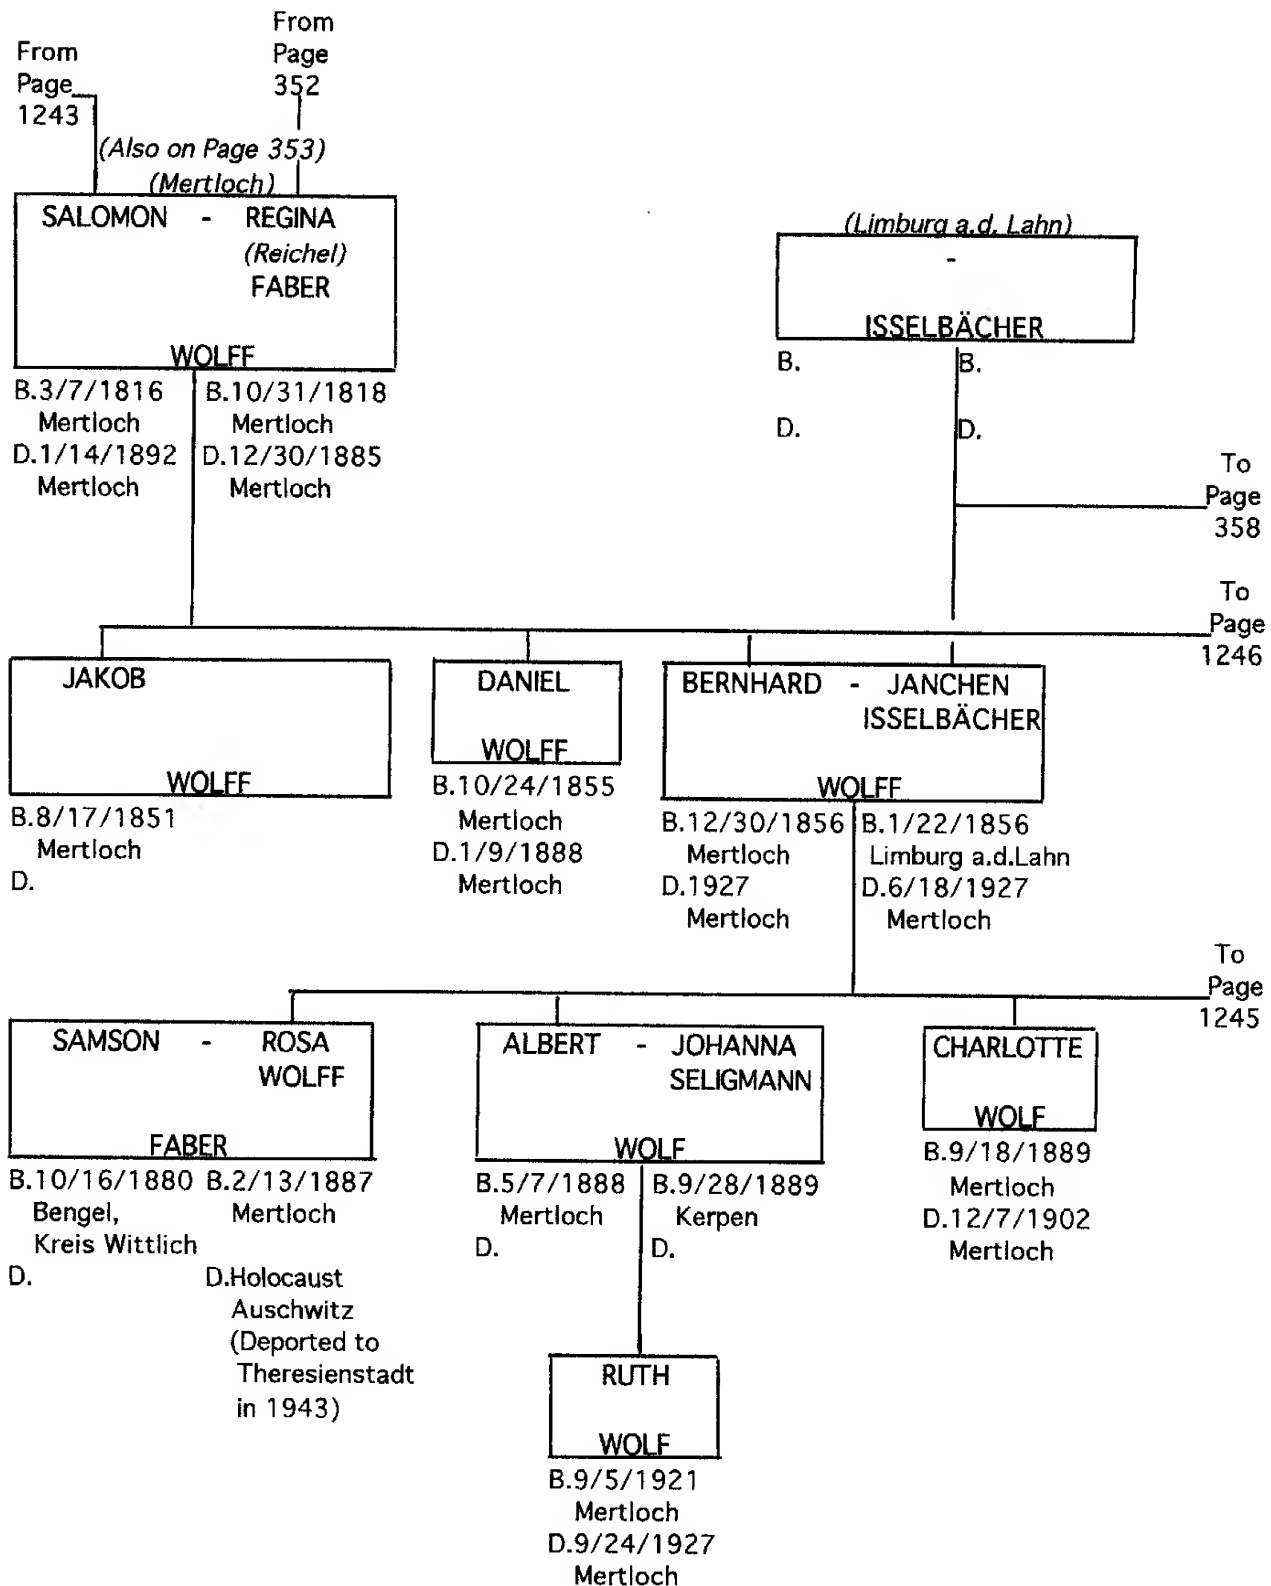 From
Page
1243
From
Page
352
(Also on Page 353)
(Mertloch)
SALOMON - REGINA
(Reichel)
FABER
WOLFF
B.3/7/1816
Mertloch
D.1/14/1892
Mertloch
B.10/31/1818
Mertloch
D.12/30/1885
Mertloch
(Limburg a.d. Lahn)
-
ISSELBÄCHER
B.
D.
B.
D.
To
Page
358
To
Page
1246
JAKOB
WOLFF
B.8/17/1851
Mertloch
D.
DANIEL
WOLFF
B.10/24/1855
Mertloch
D.1/9/1888
Mertloch
BERNHARD - JANCHEN
ISSELBÄCHER
WOLFF
B.12/30/1856
Mertloch
D.1927
Mertloch
B.1/22/1856
Limburg a.d.Lahn
D.6/18/1927
Mertloch
To
Page
1245
SAMSON - ROSA
WOLFF
FABER
B.10/16/1880
Bengel,
Kreis Wittlich
D.
B.2/13/1887
Mertloch
D.Holocaust
Auschwitz
(Deported to
Theresienstadt
in 1943)
ALBERT - JOHANNA
SELIGMANN
WOLF
B.5/7/1888
Mertloch
D.
B.9/28/1889
Kerpen
D.
CHARLOTTE
WOLF
B.9/18/1889
Mertloch
D.12/7/1902
Mertloch
RUTH
WOLF
B.9/5/1921
Mertloch
D.9/24/1927
Mertloch